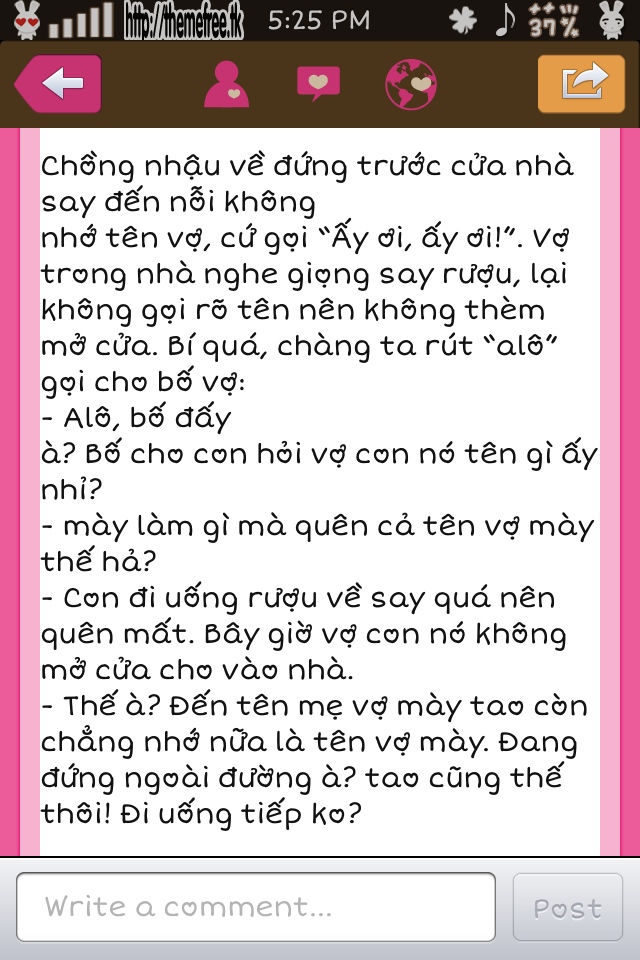 http://themefree.tk 5:25 PM 37%
Chồng nhậu về đứng trước cửa nhà
say đến nỗi không
nhớ tên vợ, cứ gọi “Ấy ơi, ấy ơi!”. Vợ
trong nhà nghe giọng say rượu, lại
không gọi rõ tên nên không thèm
mở cửa. Bí quá, chàng ta rút “alô”
gọi cho bố vợ:
- Alô, bố đấy
à? Bố cho con hỏi vợ con nó tên gì ấy
nhỉ?
- mày làm gì mà quên cả tên vợ mày
thế hả?
- Con đi uống rượu về say quá nên
quên mất. Bây giờ vợ con nó không
mở cửa cho vào nhà.
- Thế à? Đến tên mẹ vợ mày tao còn
chẳng nhớ nữa là tên vợ mày. Đang
đứng ngoài đường à? tao cũng thế
thôi! Đi uống tiếp ko?
Write a comment... Post